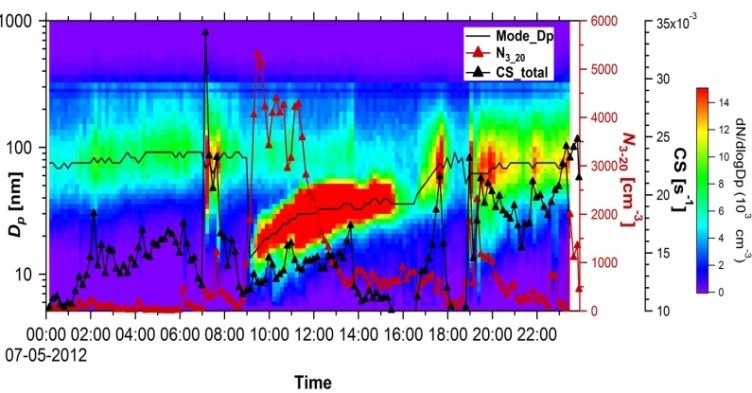 1000
100
10
Dp [nm]
Mode_Dp
N3_20
CS_total
6000
5000
4000
3000
2000
1000
0
N3-20 [cm-3]
35x10-3
30
25
20
15
10
CS [s-1]
14
12
10
8
6
4
2
0
dN/dlogDp (103 cm-3)
00:00 02:00 04:00 06:00 08:00 10:00 12:00 14:00 16:00 18:00 20:00 22:00
07-05-2012
Time